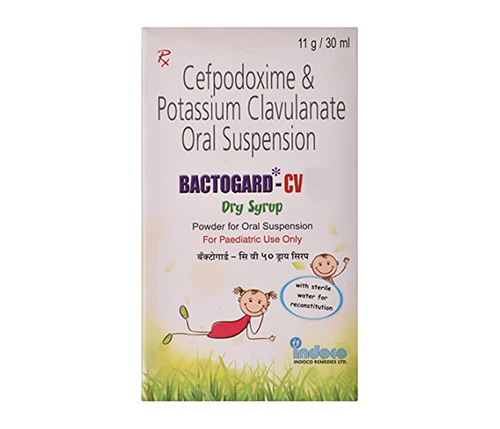 Rx
11 g / 30 ml
Cefpodoxime &
Potassium Clavulanate
Oral Suspension
BACTOGARD*-CV
Dry Syrup
Powder for Oral Suspension
For Paediatric Use Only
बॅक्टोगार्ड – सि वी ५० ड्राय सिरप
with sterile
water for
reconstitution
indoco
INDOCO REMEDIES LTD.